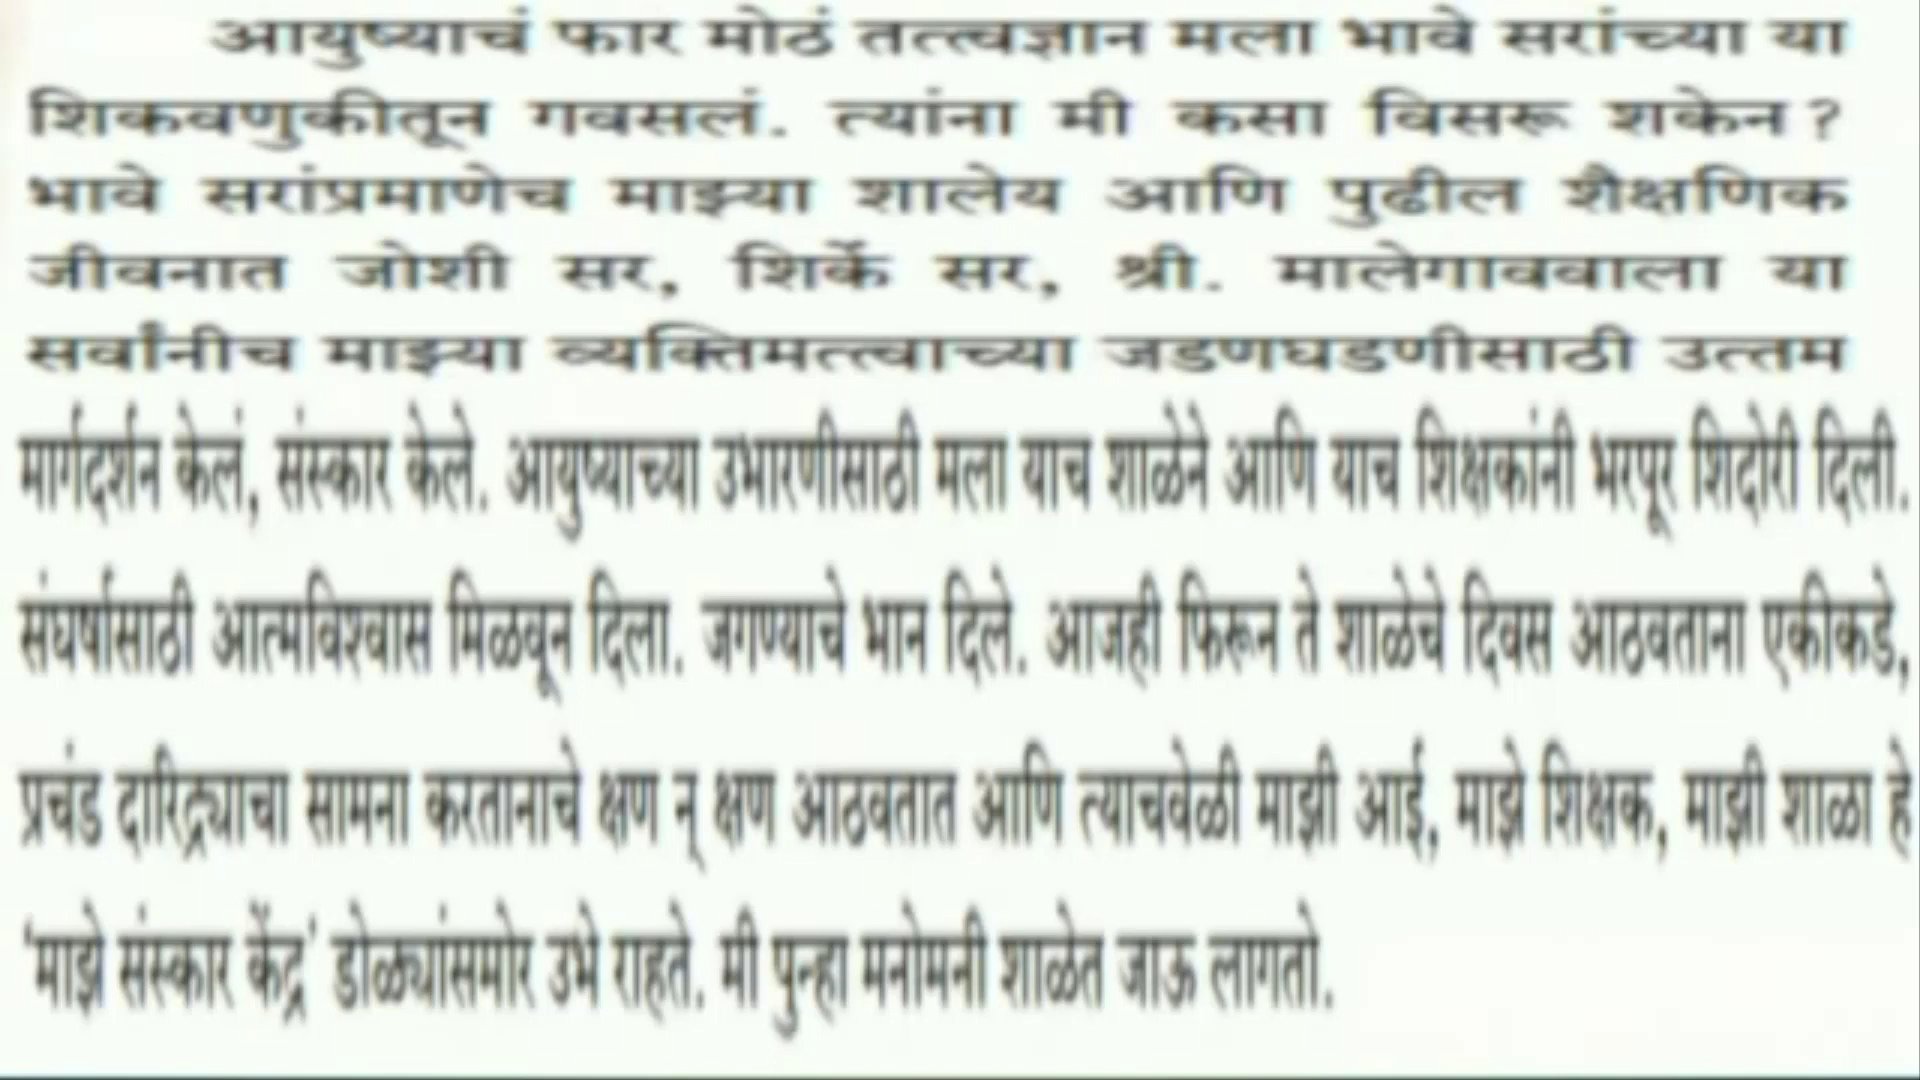 आयुष्याचं फार मोठं तत्त्वज्ञान मला भावे सरांच्या या
शिकवणुकीतून गवसलं. त्यांना मी कसा विसरू शकेन?
भावे सरांप्रमाणेच माझ्या शालेय आणि पुढील शैक्षणिक
जीवनात जोशी सर, शिर्के सर, श्री. मालेगाववाला या
सर्वांनीच माझ्या व्यक्तिमत्त्वाच्या जडणघडणीसाठी उत्तम
मार्गदर्शन केलं, संस्कार केले. आयुष्याच्या उभारणीसाठी मला याच शाळेने आणि याच शिक्षकांनी भरपूर शिदोरी दिली.
संघर्षासाठी आत्मविश्वास मिळवून दिला. जगण्याचे भान दिले. आजही फिरून ते शाळेचे दिवस आठवताना एकीकडे,
प्रचंड दारिद्र्याचा सामना करतानाचे क्षण न् क्षण आठवतात आणि त्याचवेळी माझी आई, माझे शिक्षक, माझी शाळा हे
'माझे संस्कार केंद्र' डोळ्यांसमोर उभे राहते. मी पुन्हा मनोमनी शाळेत जाऊ लागतो.